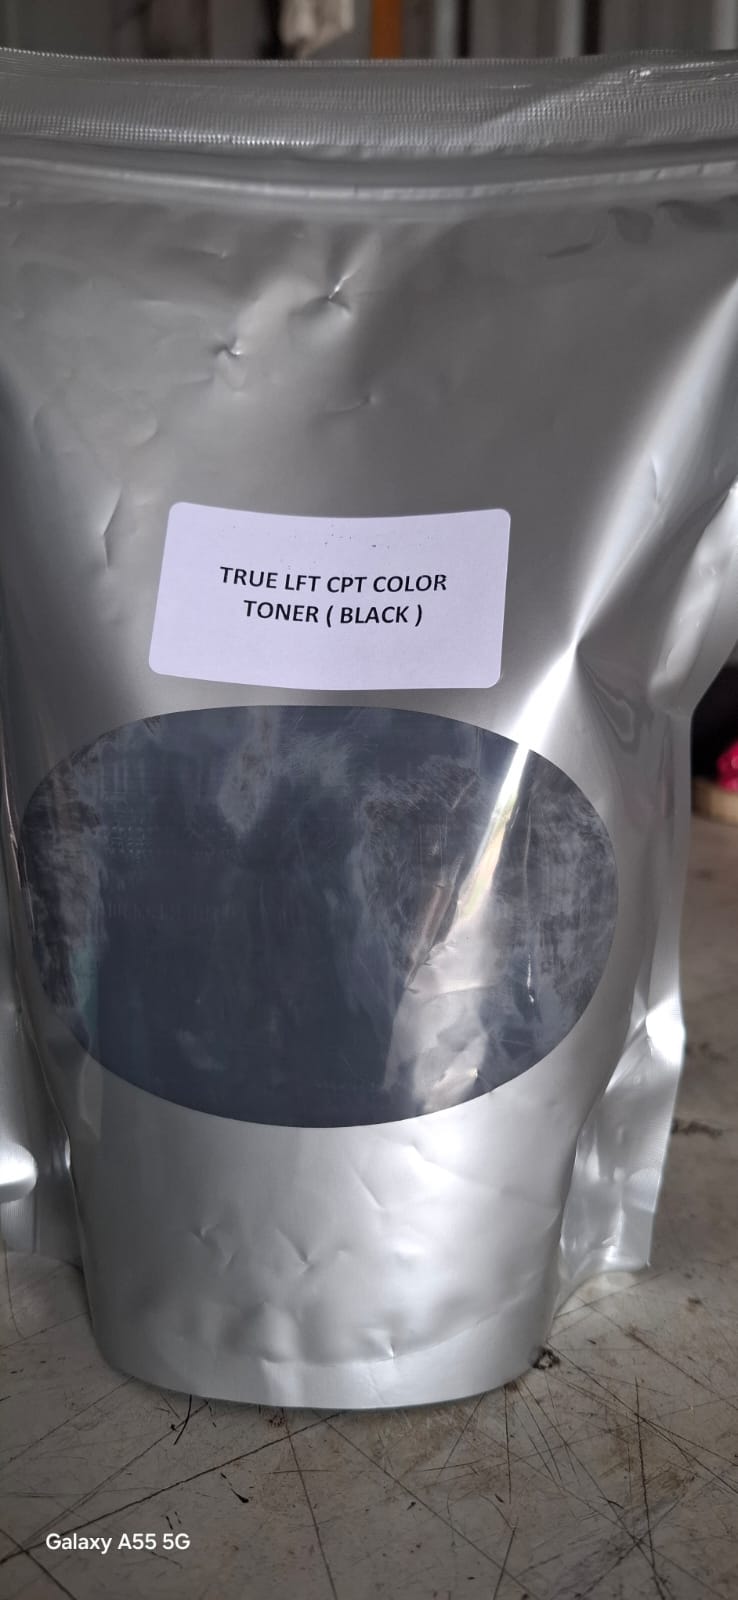 TRUE LFT CPT COLOR
TONER ( BLACK )
Galaxy A55 5G